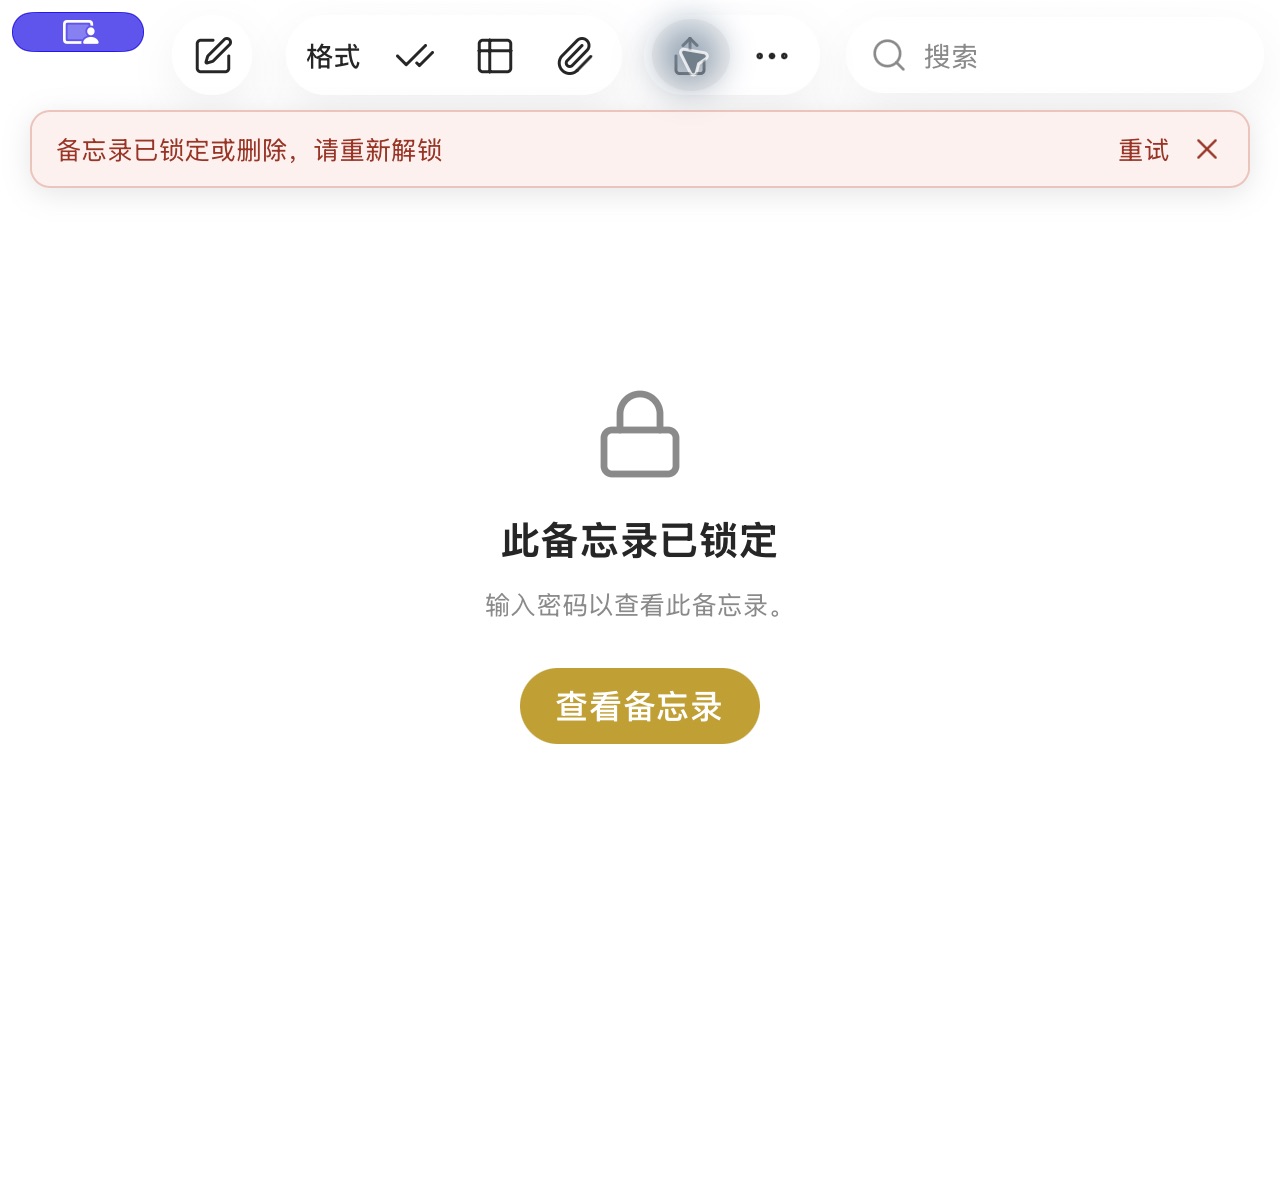 格式
搜索
备忘录已锁定或删除，请重新解锁
重试
此备忘录已锁定
输入密码以查看此备忘录。
查看备忘录